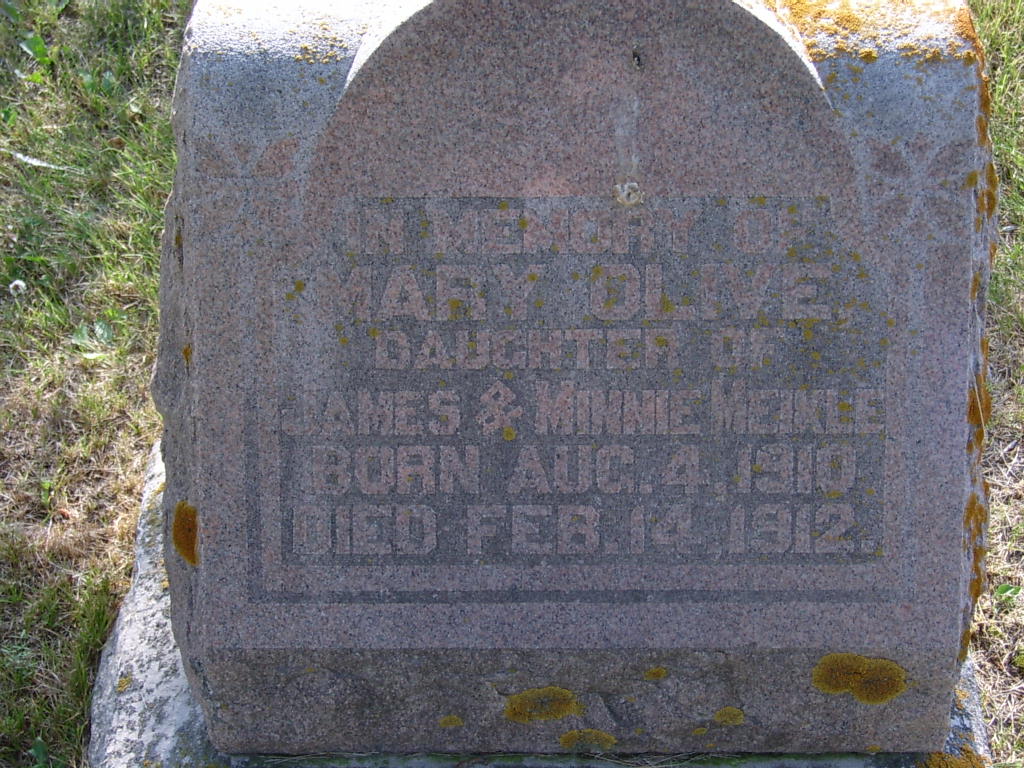 IN MEMORY OF
MARY OLIVE,
DAUGHTER OF
JAMES & MINNIE MEIKLE
BORN AUG. 4, 1910
DIED FEB. 14, 1912.